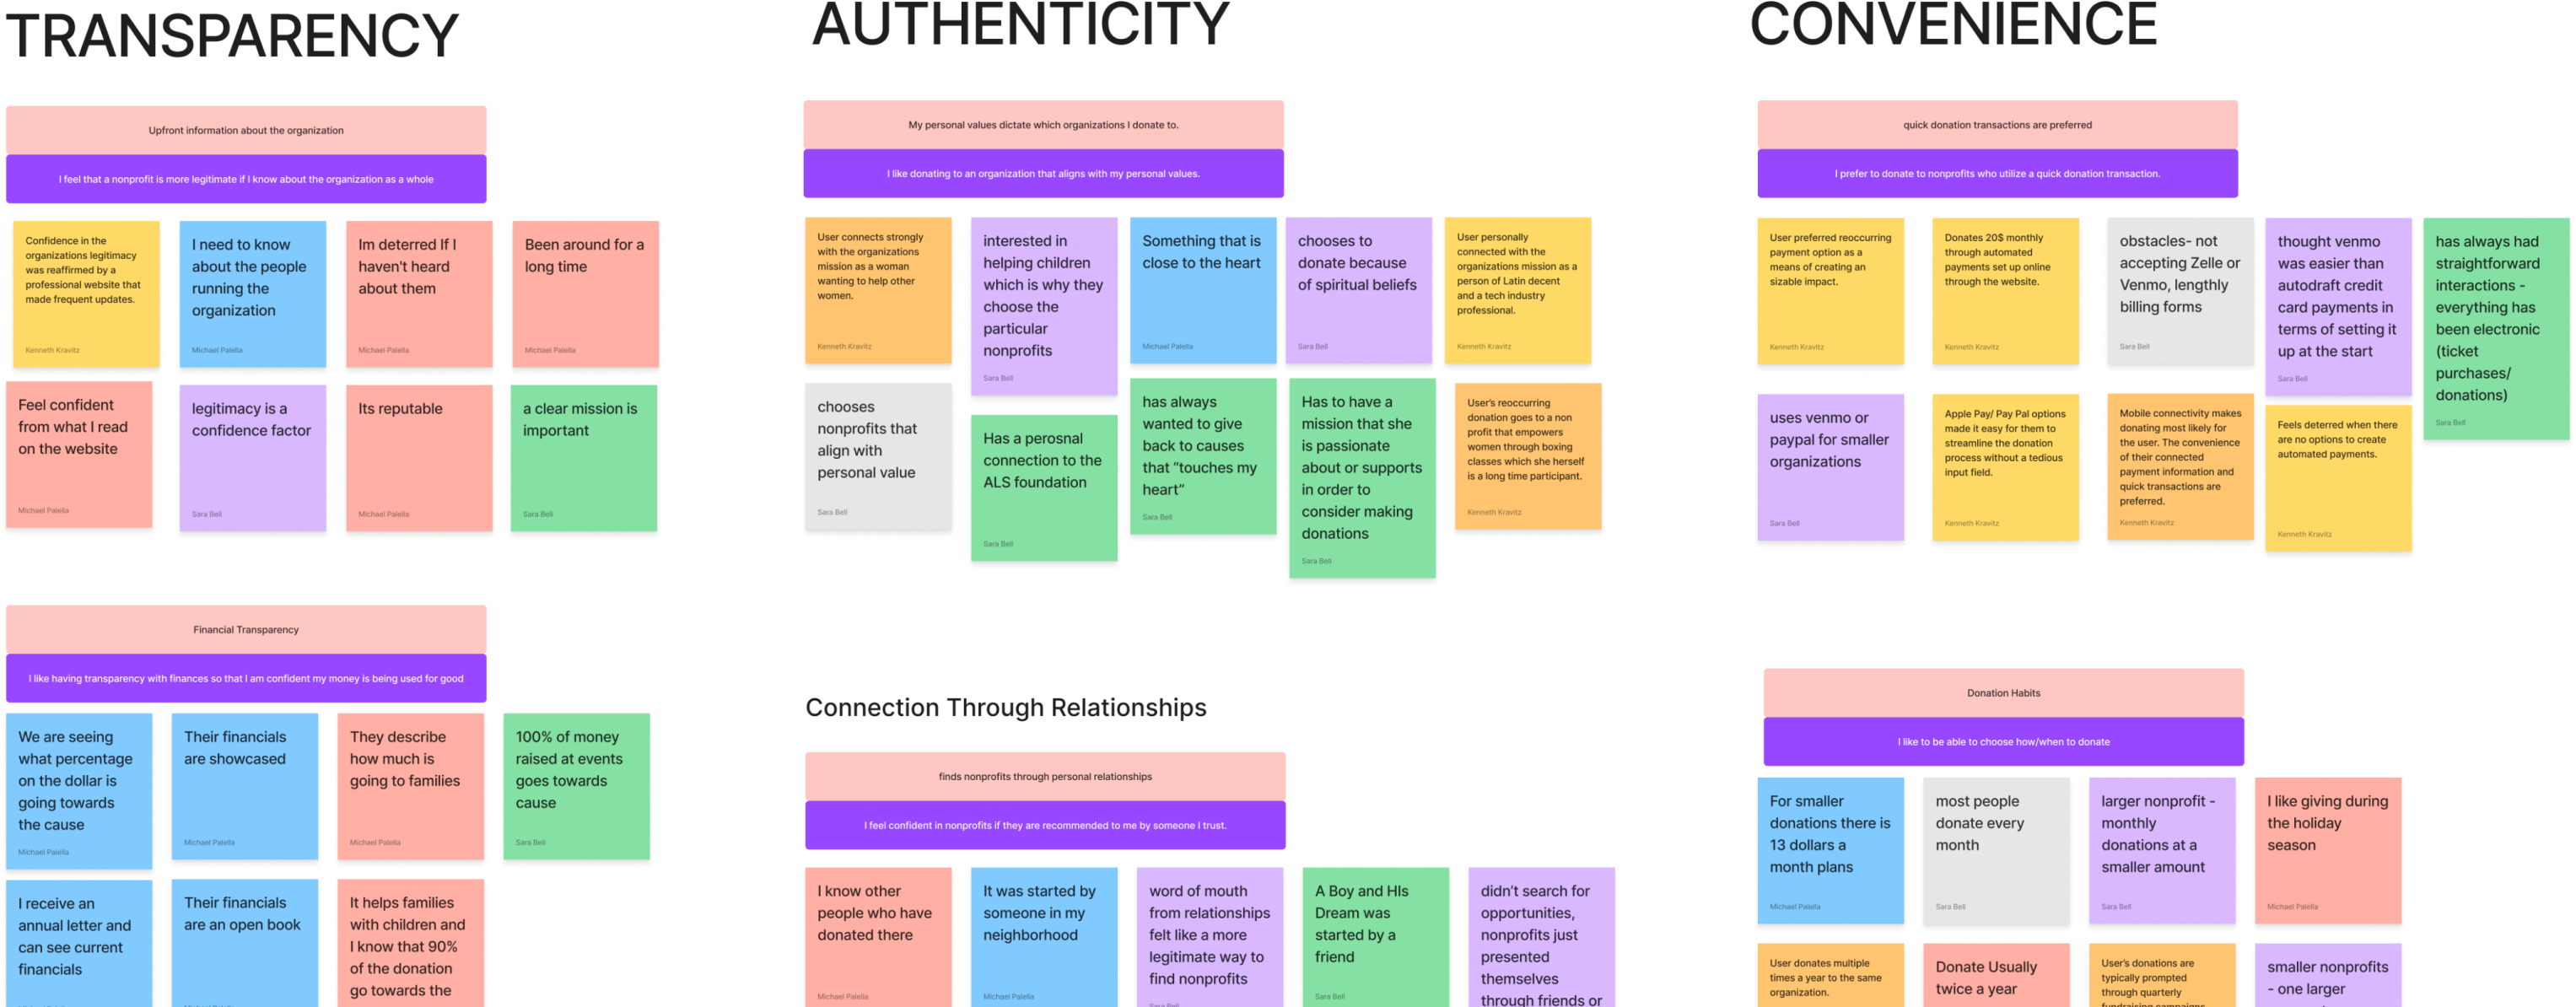 TRANSPARENCY
Upfront information about the organization
I feel that a nonprofit is more legitimate if I know about the organization as a whole
Confidence in the
organizations legitimacy
was reaffirmed by a
professional website that
made frequent updates.
Kenneth Kravitz
I need to know
about the people
running the
organization
Michael Palella
Im deterred If I
haven't heard
about them
Michael Palella
Been around for a
long time
Michael Palella
Feel confident
from what I read
on the website
Michael Palella
legitimacy is a
confidence factor
Sara Bell
Its reputable
Michael Palella
a clear mission is
important
Sara Bell
Financial Transparency
I like having transparency with finances so that I am confident my money is being used for good
We are seeing
what percentage
on the dollar is
going towards
the cause
Michael Palella
Their financials
are showcased
Michael Palella
They describe
how much is
going to families
Michael Palella
100% of money
raised at events
goes towards
cause
Sara Bell
I receive an
annual letter and
can see current
financials
Their financials
are an open book
It helps families
with children and
I know that 90%
of the donation
go towards the
AUTHENTICITY
My personal values dictate which organizations I donate to.
I like donating to an organization that aligns with my personal values.
User connects strongly
with the organizations
mission as a woman
wanting to help other
women.
Kenneth Kravitz
interested in
helping children
which is why they
choose the
particular
nonprofits
Sara Bell
Something that is
close to the heart
Michael Palella
chooses to
donate because
of spiritual beliefs
Sara Bell
User personally
connected with the
organizations mission as a
person of Latin decent
and a tech industry
professional.
Kenneth Kravitz
chooses
nonprofits that
align with
personal value
Sara Bell
Has a perosnal
connection to the
ALS foundation
Sara Bell
has always
wanted to give
back to causes
that "touches my
heart"
Sara Bell
Has to have a
mission that she
is passionate
about or supports
in order to
consider making
donations
Sara Bell
User's reoccurring
donation goes to a non
profit that empowers
women through boxing
classes which she herself
is a long time participant.
Kenneth Kravitz
Connection Through Relationships
finds nonprofits through personal relationships
I feel confident in nonprofits if they are recommended to me by someone I trust.
I know other
people who have
donated there
Michael Palella
It was started by
someone in my
neighborhood
Michael Palella
word of mouth
from relationships
felt like a more
legitimate way to
find nonprofits
Sara Bell
A Boy and HIs
Dream was
started by a
friend
Sara Bell
didn't search for
opportunities,
nonprofits just
presented
themselves
through friends or
CONVENIENCE
quick donation transactions are preferred
I prefer to donate to nonprofits who utilize a quick donation transaction.
User preferred reoccurring
payment option as a
means of creating an
sizable impact.
Kenneth Kravitz
Donates 20$ monthly
through automated
payments set up online
through the website.
Kenneth Kravitz
obstacles- not
accepting Zelle or
Venmo, lengthly
billing forms
Sara Bell
thought venmo
was easier than
autodraft credit
card payments in
terms of setting it
up at the start
Sara Bell
has always had
straightforward
interactions -
everything has
been electronic
(ticket
purchases/
donations)
Sara Bell
uses venmo or
paypal for smaller
organizations
Sara Bell
Apple Pay/ Pay Pal options
made it easy for them to
streamline the donation
process without a tedious
input field.
Kenneth Kravitz
Mobile connectivity makes
donating most likely for
the user. The convenience
of their connected
payment information and
quick transactions are
preferred.
Kenneth Kravitz
Feels deterred when there
are no options to create
automated payments.
Kenneth Kravitz
Donation Habits
I like to be able to choose how/when to donate
For smaller
donations there is
13 dollars a
month plans
Michael Palella
most people
donate every
month
Sara Bell
larger nonprofit -
monthly
donations at a
smaller amount
Sara Bell
I like giving during
the holiday
season
Michael Palella
User donates multiple
times a year to the same
organization.
Donate Usually
twice a year
User's donations are
typically prompted
through quarterly
fundraising campaigns
smaller nonprofits
- one larger